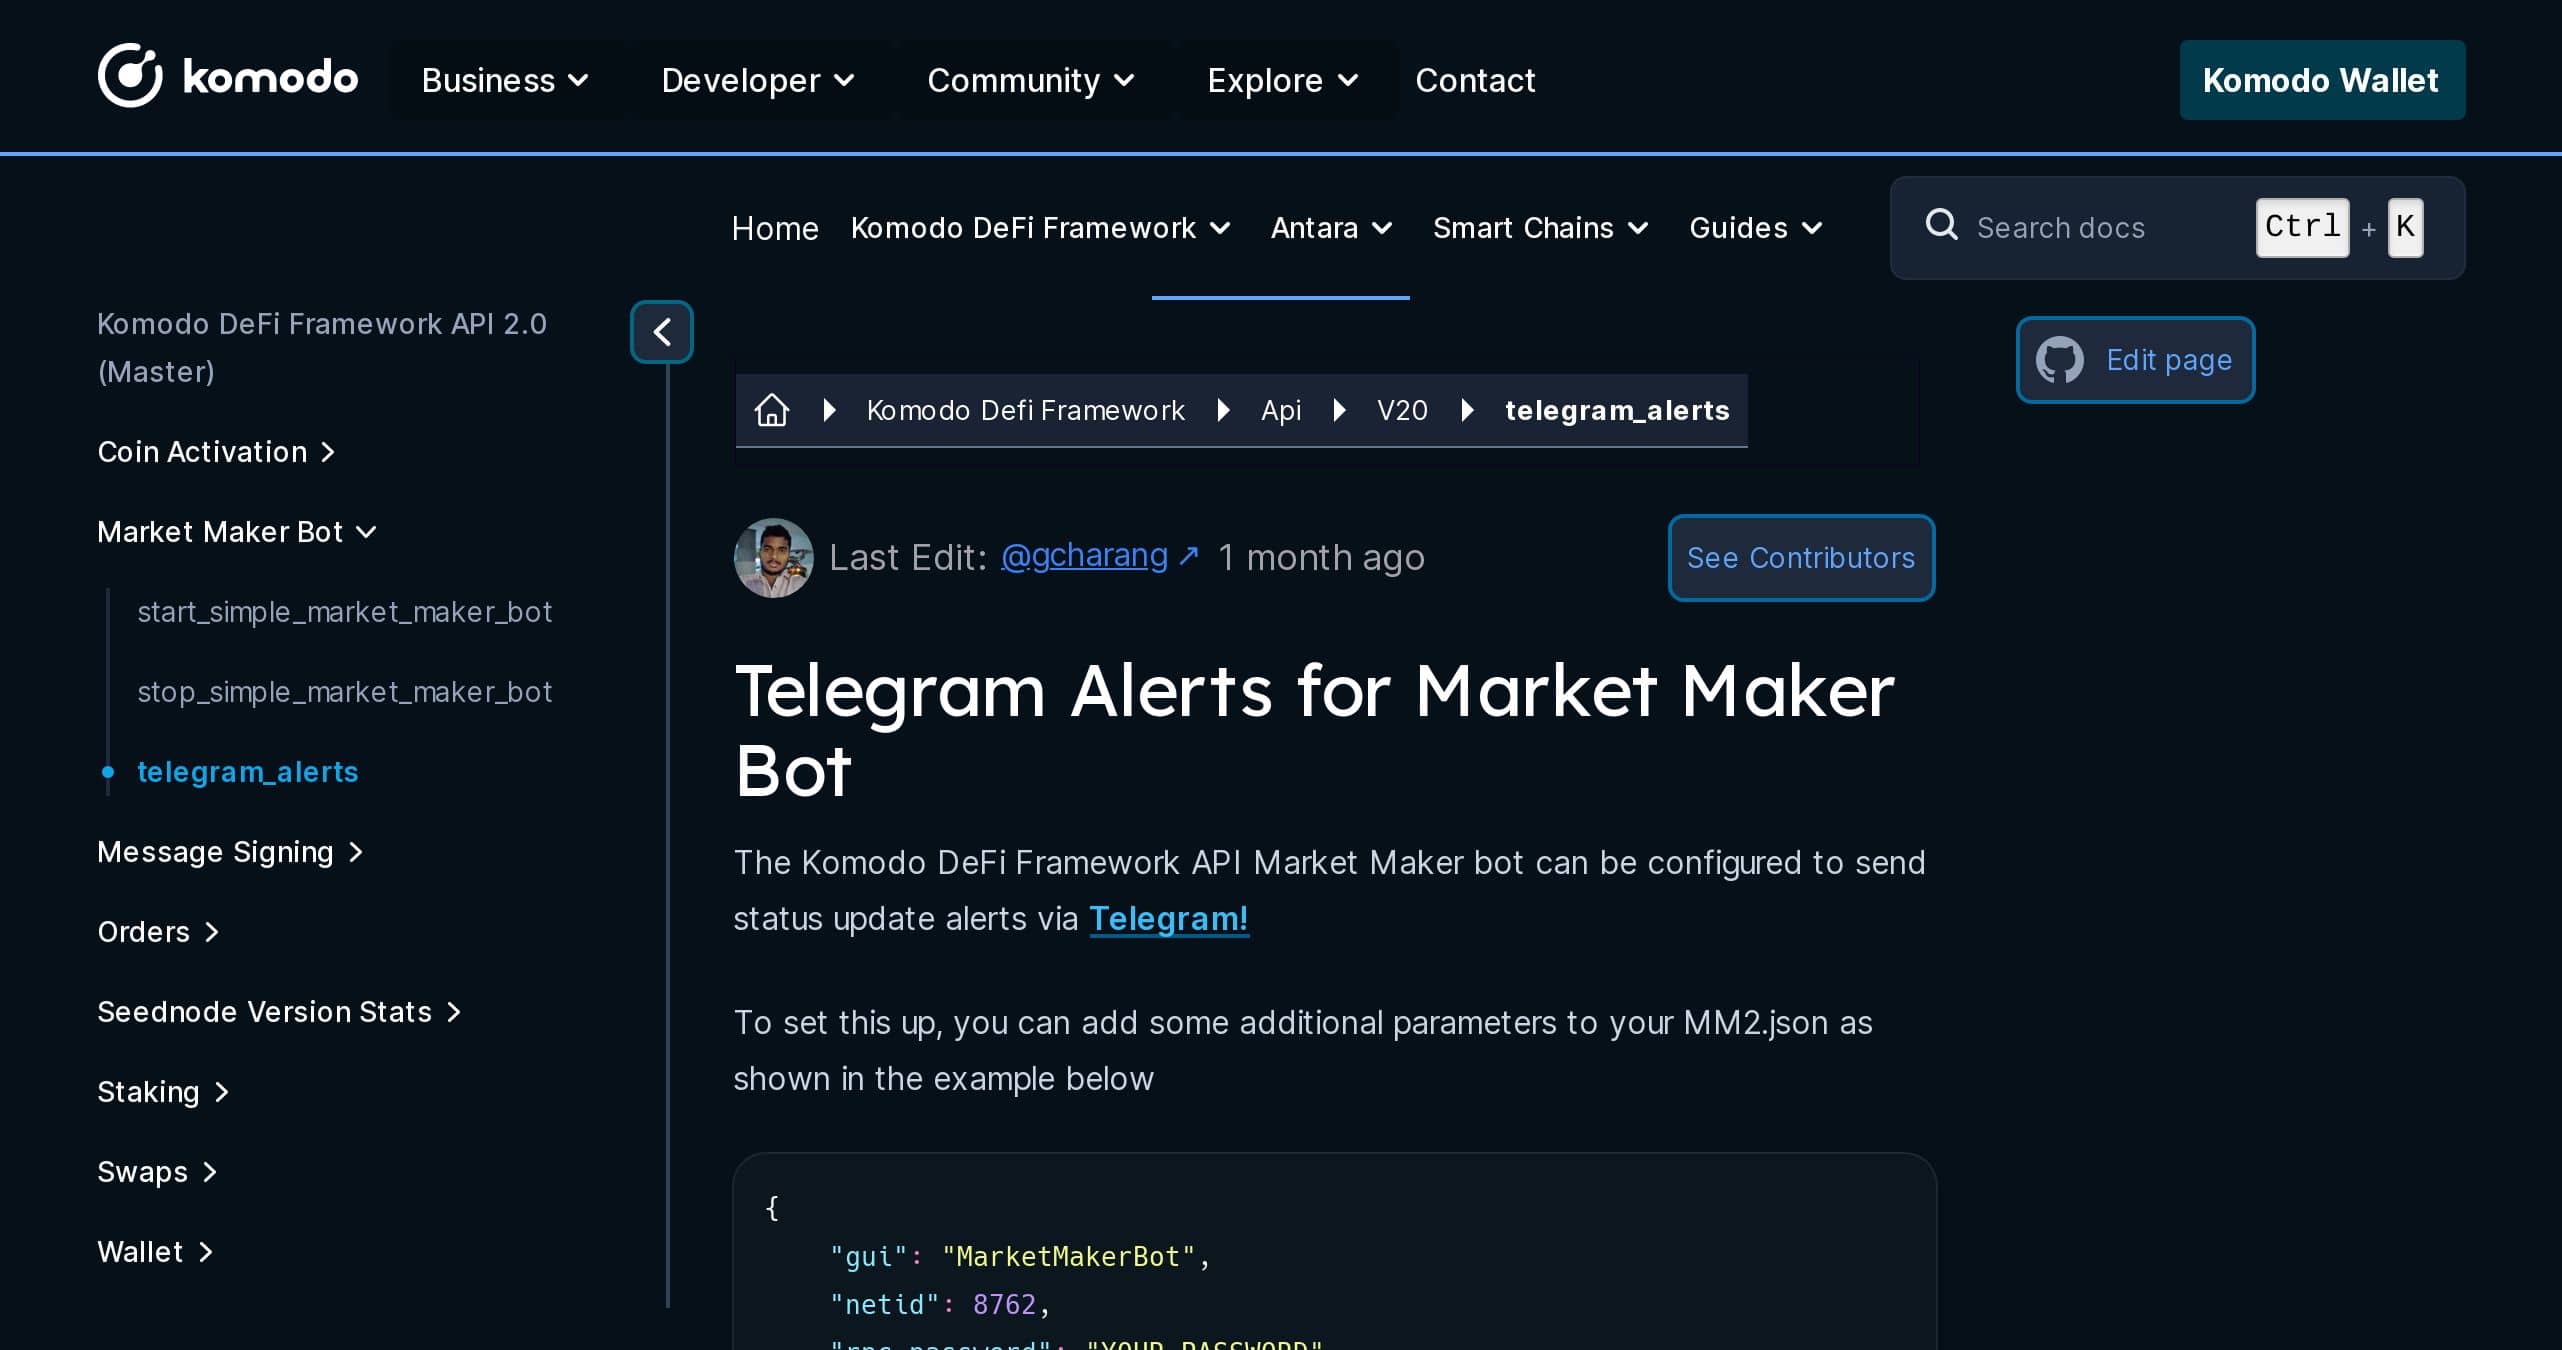 komodo Business Developer Community Explore Contact Komodo Wallet
Home Komodo DeFi Framework Antara Smart Chains Guides Search docs Ctrl + K
Komodo DeFi Framework API 2.0
(Master)
Coin Activation
Market Maker Bot
start_simple_market_maker_bot
stop_simple_market_maker_bot
telegram_alerts
Message Signing
Orders
Seednode Version Stats
Staking
Swaps
Wallet
Edit page
Komodo Defi Framework Api V20 telegram_alerts
Last Edit: @gcharang ↗ 1 month ago See Contributors
Telegram Alerts for Market Maker
Bot
The Komodo DeFi Framework API Market Maker bot can be configured to send
status update alerts via Telegram!
To set this up, you can add some additional parameters to your MM2.json as
shown in the example below
{
"gui": "MarketMakerBot",
"netid": 8762,
"rpc_password": "YOUR_PASSWORD"